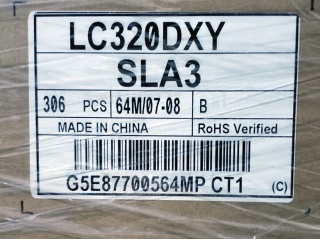 LC320DXY
SLA3
306 PCS 64M/07-08 B
MADE IN CHINA RoHS Verified
G5E87700564MP CT1 (C)